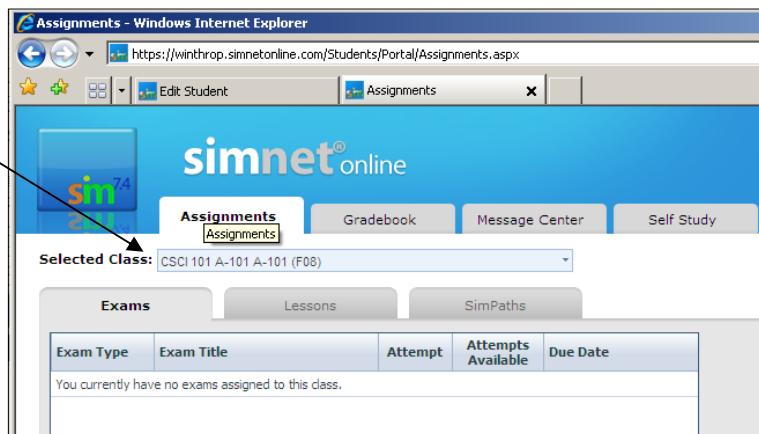 Assignments - Windows Internet Explorer
https://winthrop.simnetonline.com/Students/Portal/Assignments.aspx
Edit Student Assignments x
sim 7.4 simnet® online
Assignments Gradebook Message Center Self Study
Assignments
Selected Class: CSCI 101 A-101 A-101 (F08)
Exams Lessons SimPaths
Exam Type Exam Title Attempt Attempts Available Due Date
You currently have no exams assigned to this class.